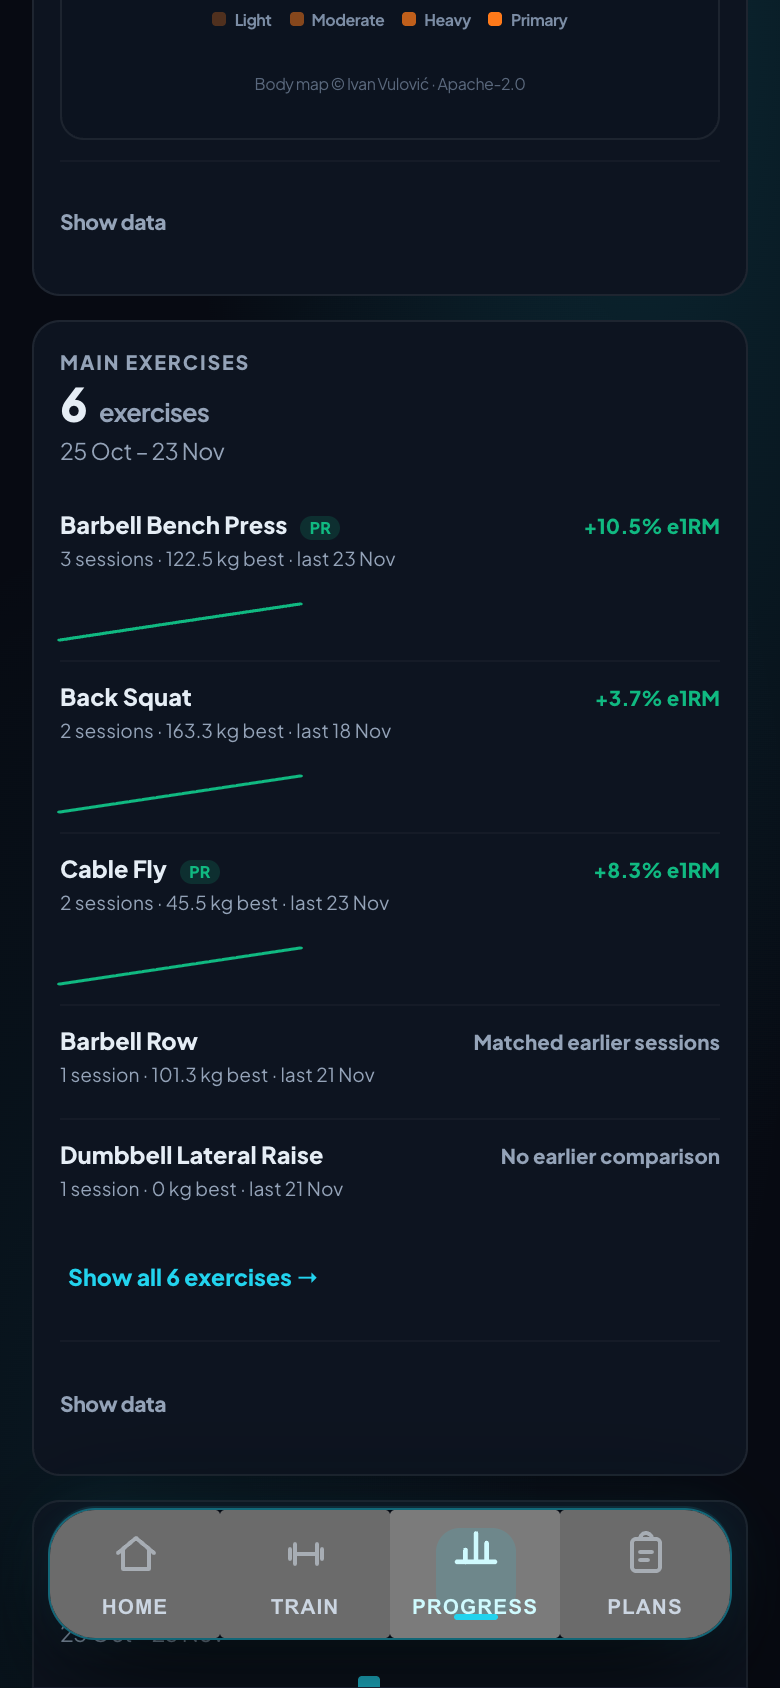 Light Moderate Heavy Primary
Body map © Ivan Vulović · Apache-2.0
Show data
MAIN EXERCISES
6 exercises
25 Oct – 23 Nov
Barbell Bench Press PR +10.5% e1RM
3 sessions · 122.5 kg best · last 23 Nov
Back Squat +3.7% e1RM
2 sessions · 163.3 kg best · last 18 Nov
Cable Fly PR +8.3% e1RM
2 sessions · 45.5 kg best · last 23 Nov
Barbell Row Matched earlier sessions
1 session · 101.3 kg best · last 21 Nov
Dumbbell Lateral Raise No earlier comparison
1 session · 0 kg best · last 21 Nov
Show all 6 exercises →
Show data
HOME TRAIN PROGRESS PLANS